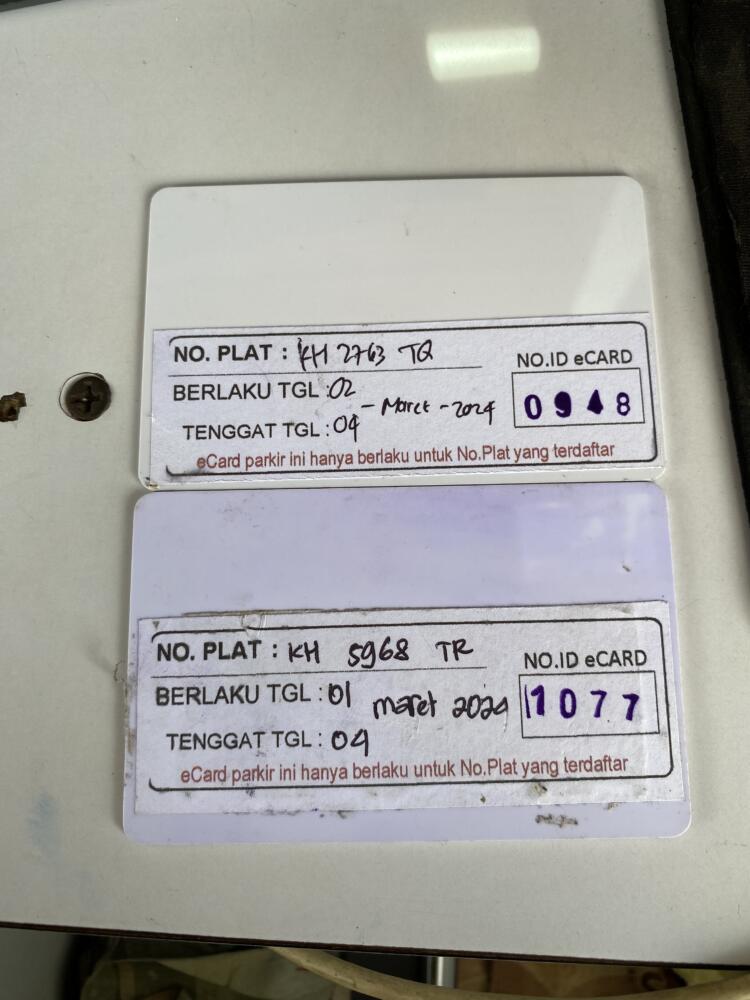 NO. PLAT : KH 2763 TQ
NO.ID eCARD
BERLAKU TGL : 02
- Maret - 2024
0948
TENGGAT TGL : 04
eCard parkir ini hanya berlaku untuk No.Plat yang terdaftar
NO. PLAT : KH 5968 TR
NO.ID eCARD
BERLAKU TGL : 01
maret 2024
1077
TENGGAT TGL : 04
eCard parkir ini hanya berlaku untuk No.Plat yang terdaftar